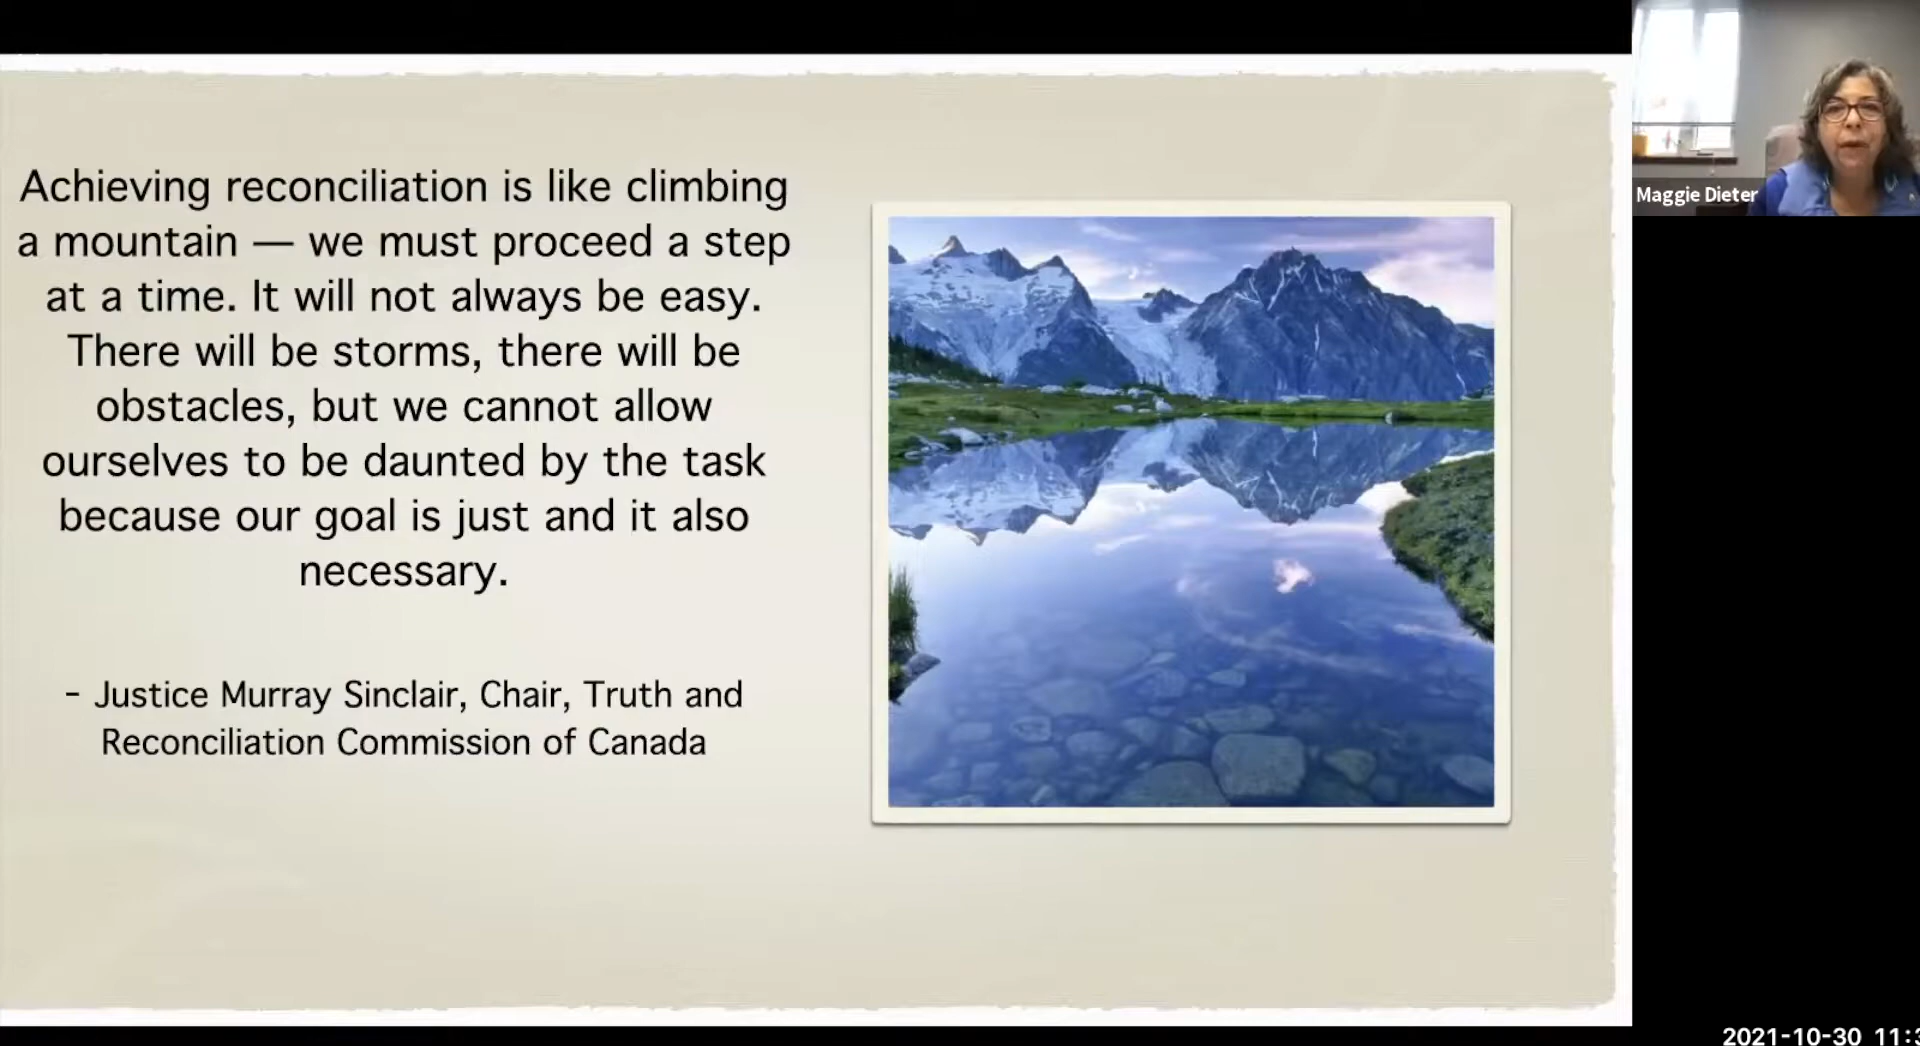 Achieving reconciliation is like climbing
a mountain — we must proceed a step
at a time. It will not always be easy.
There will be storms, there will be
obstacles, but we cannot allow
ourselves to be daunted by the task
because our goal is just and it also
necessary.
- Justice Murray Sinclair, Chair, Truth and
Reconciliation Commission of Canada
Maggie Dieter
2021-10-30